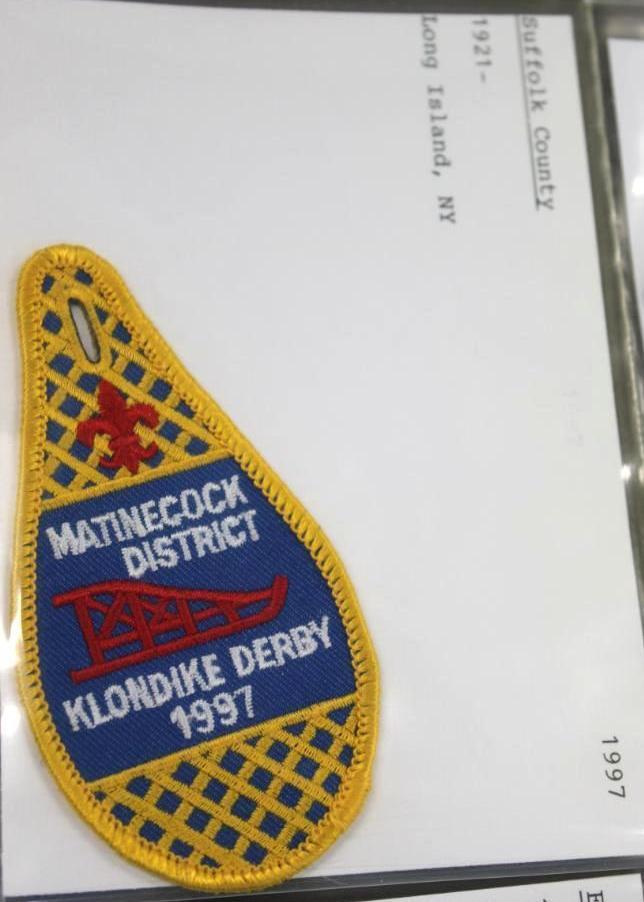 Suffolk County
1921-
Long Island, NY
1997
MATINECOCK
DISTRICT
KLONDIKE DERBY
1997